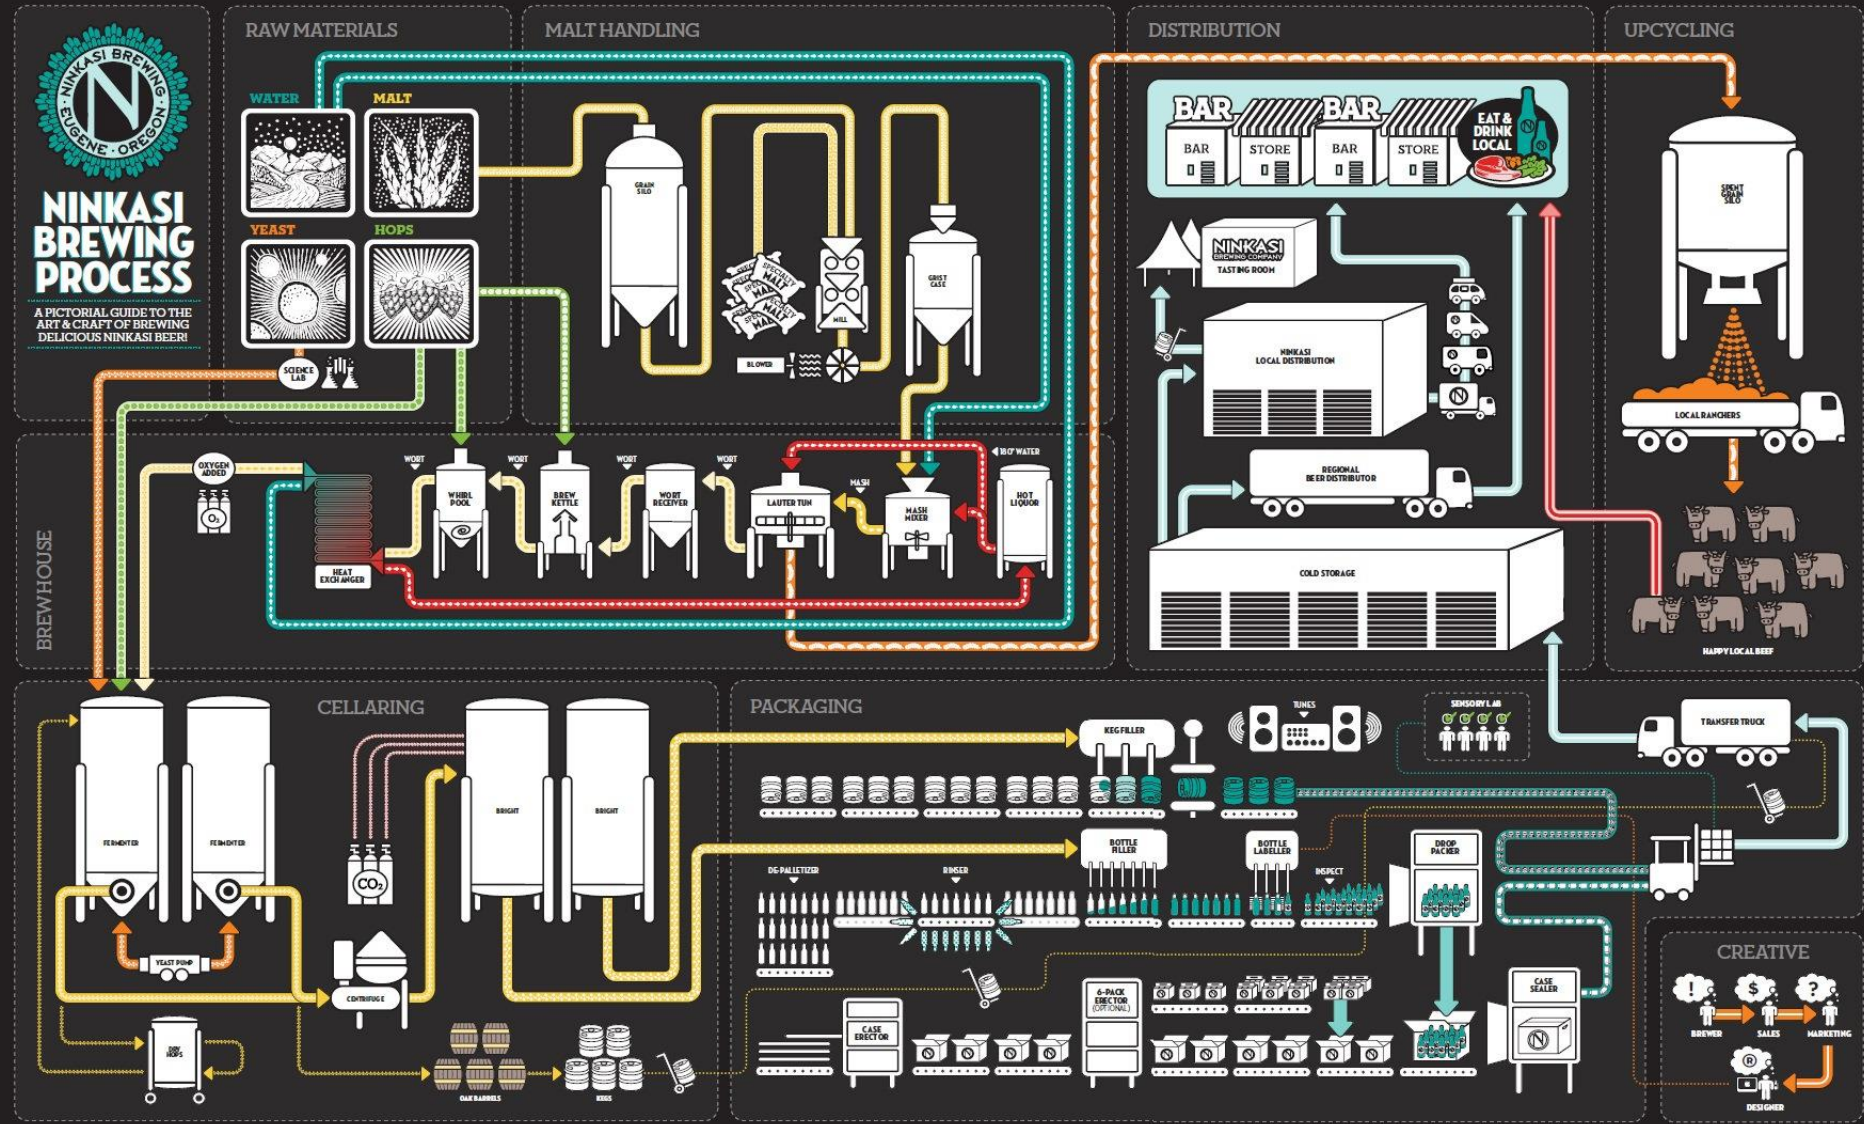 NINKASI BREWING
EUGENE · OREGON
N
NINKASI
BREWING
PROCESS
A PICTORIAL GUIDE TO THE
ART & CRAFT OF BREWING
DELICIOUS NINKASI BEER!
RAW MATERIALS
WATER
MALT
YEAST
HOPS
SCIENCE
LAB
MALT HANDLING
GRAIN
SILO
SPECIALTY
MALT
SPECIALTY
MALT
MILL
BLOWER
GRIST
CASE
DISTRIBUTION
BAR
BAR
BAR
STORE
BAR
STORE
EAT &
DRINK
LOCAL
NINKASI
BREWING COMPANY
TASTING ROOM
NINKASI
LOCAL DISTRIBUTION
N
REGIONAL
BEER DISTRIBUTOR
COLD STORAGE
UPCYCLING
SPENT
GRAIN
SILO
LOCAL RANCHERS
HAPPY LOCAL BEEF
BREWHOUSE
OXYGEN
ADDED
O2
HEAT
EXCHANGER
WORT
WHIRL
POOL
WORT
BREW
KETTLE
WORT
WORT
RECEIVER
WORT
LAUTER TUN
MASH
MASH
MIXER
180° WATER
HOT
LIQUOR
CELLARING
FERMENTER
FERMENTER
YEAST PUMP
DRY
HOPS
CO2
CENTRIFUGE
BRIGHT
BRIGHT
OAK BARRELS
KEGS
PACKAGING
KEG FILLER
TUNES
SENSORY LAB
TRANSFER TRUCK
BOTTLE
FILLER
BOTTLE
LABELLER
DROP
PACKER
DE-PALLETIZER
RINSER
INSPECT
CASE
ERECTOR
6-PACK
ERECTOR
(OPTIONAL)
CASE
SEALER
N
CREATIVE
!
$
?
BREWER
SALES
MARKETING
R
DESIGNER